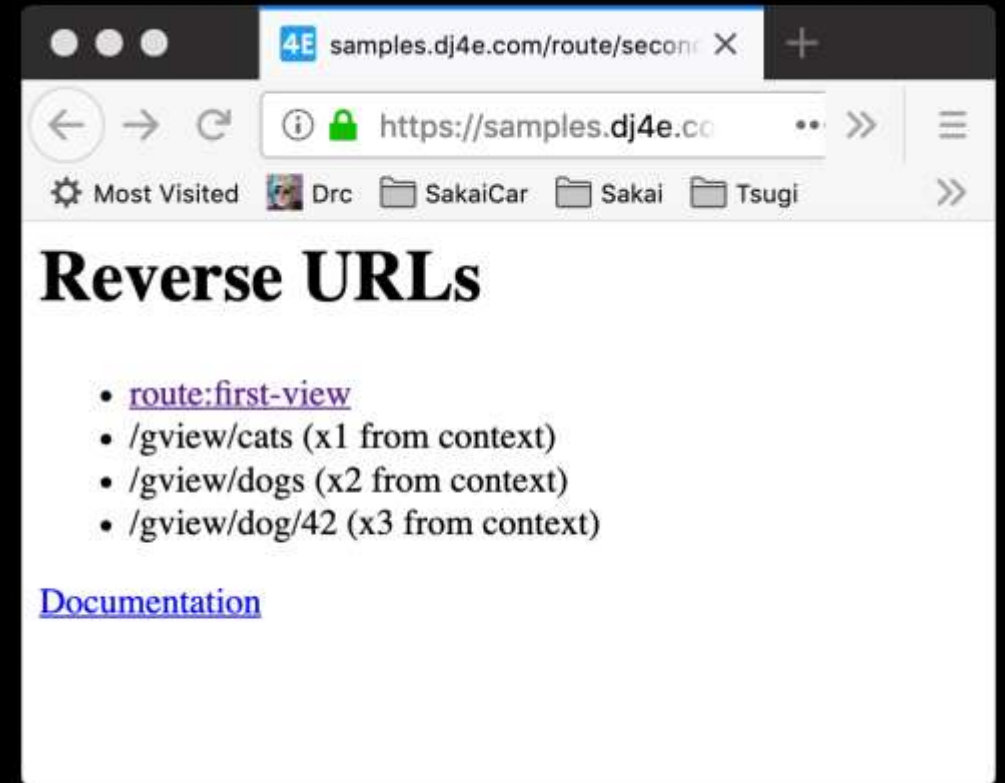 4E samples.dj4e.com/route/secon
https://samples.dj4e.co
Most Visited Drc SakaiCar Sakai Tsugi
Reverse URLs
• route:first-view
• /gview/cats (x1 from context)
• /gview/dogs (x2 from context)
• /gview/dog/42 (x3 from context)
Documentation